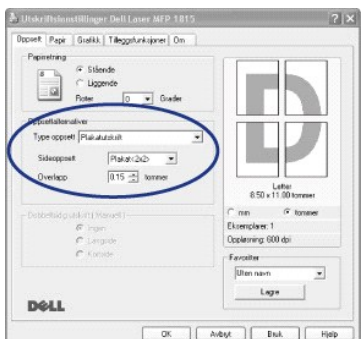 Utskriftsinnstillinger Dell Laser MFP 1815
Oppsett Papir Grafikk Tilleggsfunksjoner Om
Papirretning
Stående
Liggende
Roter 0 Grader
Oppsettalternativer
Type oppsett Plakatutskrift
Sideoppsett Plakat<2x2>
Overlapp 0.15 tommer
Dobbeltsidig utskrift (Manuell)
Ingen
Langside
Kortside
DELL
Letter
8.50 x 11.00 tommer
mm tommer
Eksemplarer: 1
Oppløsning: 600 dpi
Favoritter
Uten navn
Lagre
OK Avbryt Bruk Hjelp